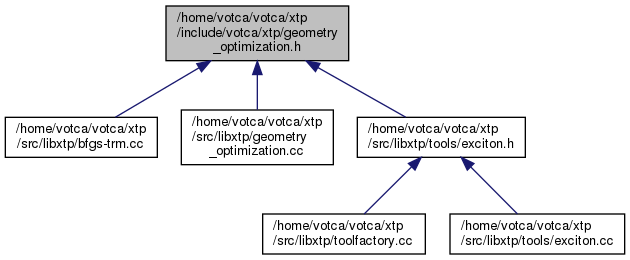 /home/votca/votca/xtp
/include/votca/xtp/geometry
_optimization.h
/home/votca/votca/xtp
/src/libxtp/bfgs-trm.cc
/home/votca/votca/xtp
/src/libxtp/geometry
_optimization.cc
/home/votca/votca/xtp
/src/libxtp/tools/exciton.h
/home/votca/votca/xtp
/src/libxtp/toolfactory.cc
/home/votca/votca/xtp
/src/libxtp/tools/exciton.cc